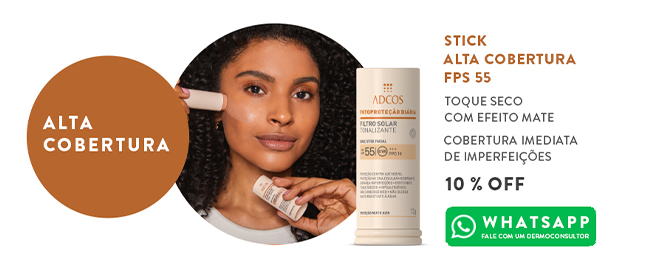 ALTA
COBERTURA
ADCOS
FOTOPROTEÇÃO DIÁRIA
FILTRO SOLAR
TONALIZANTE
55
STICK
ALTA COBERTURA
FPS 55
TOQUE SECO
COM EFEITO MATE
COBERTURA IMEDIATA
DE IMPERFEIÇÕES
10 % OFF
WHATSAPP
FALE COM UM DERMOCONSULTOR